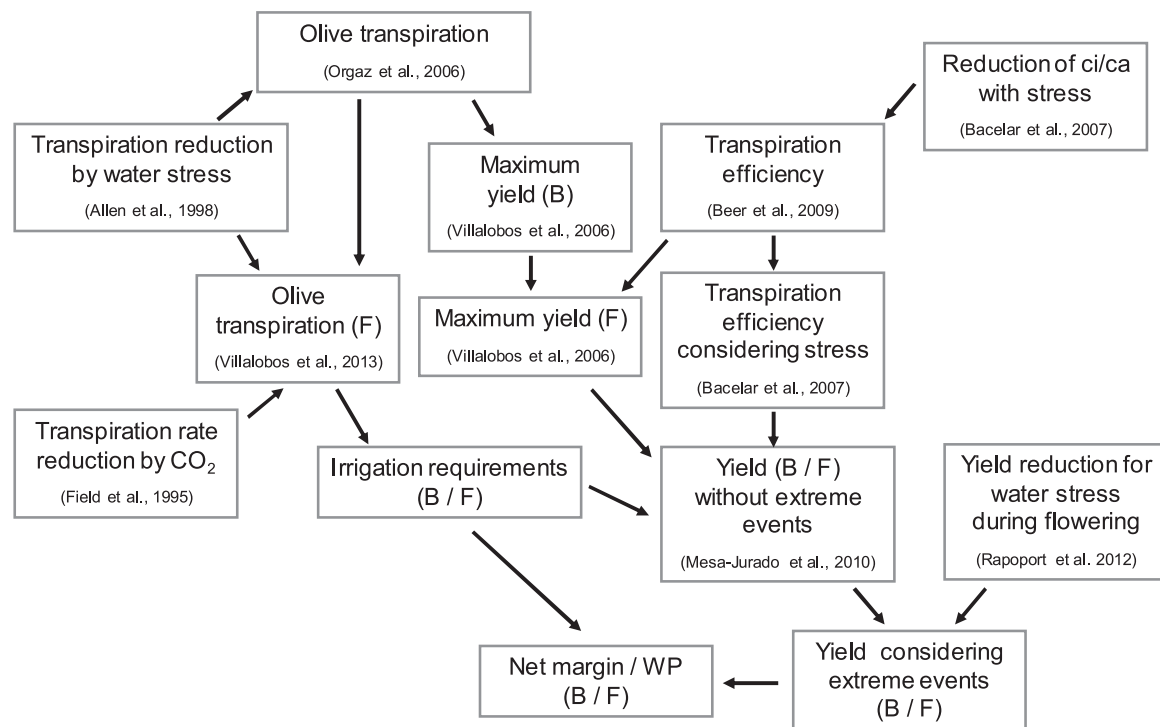 Olive transpiration
(Orgaz et al., 2006)
Reduction of ci/ca
with stress
(Bacelar et al., 2007)
Transpiration reduction
by water stress
(Allen et al., 1998)
Maximum
yield (B)
(Villalobos et al., 2006)
Transpiration
efficiency
(Beer et al., 2009)
Olive
transpiration (F)
(Villalobos et al., 2013)
Maximum yield (F)
(Villalobos et al., 2006)
Transpiration
efficiency
considering stress
(Bacelar et al., 2007)
Transpiration rate
reduction by CO₂
(Field et al., 1995)
Irrigation requirements
(B / F)
Yield (B / F)
without extreme
events
(Mesa-Jurado et al., 2010)
Yield reduction for
water stress
during flowering
(Rapoport et al. 2012)
Net margin / WP
(B / F)
Yield considering
extreme events
(B / F)